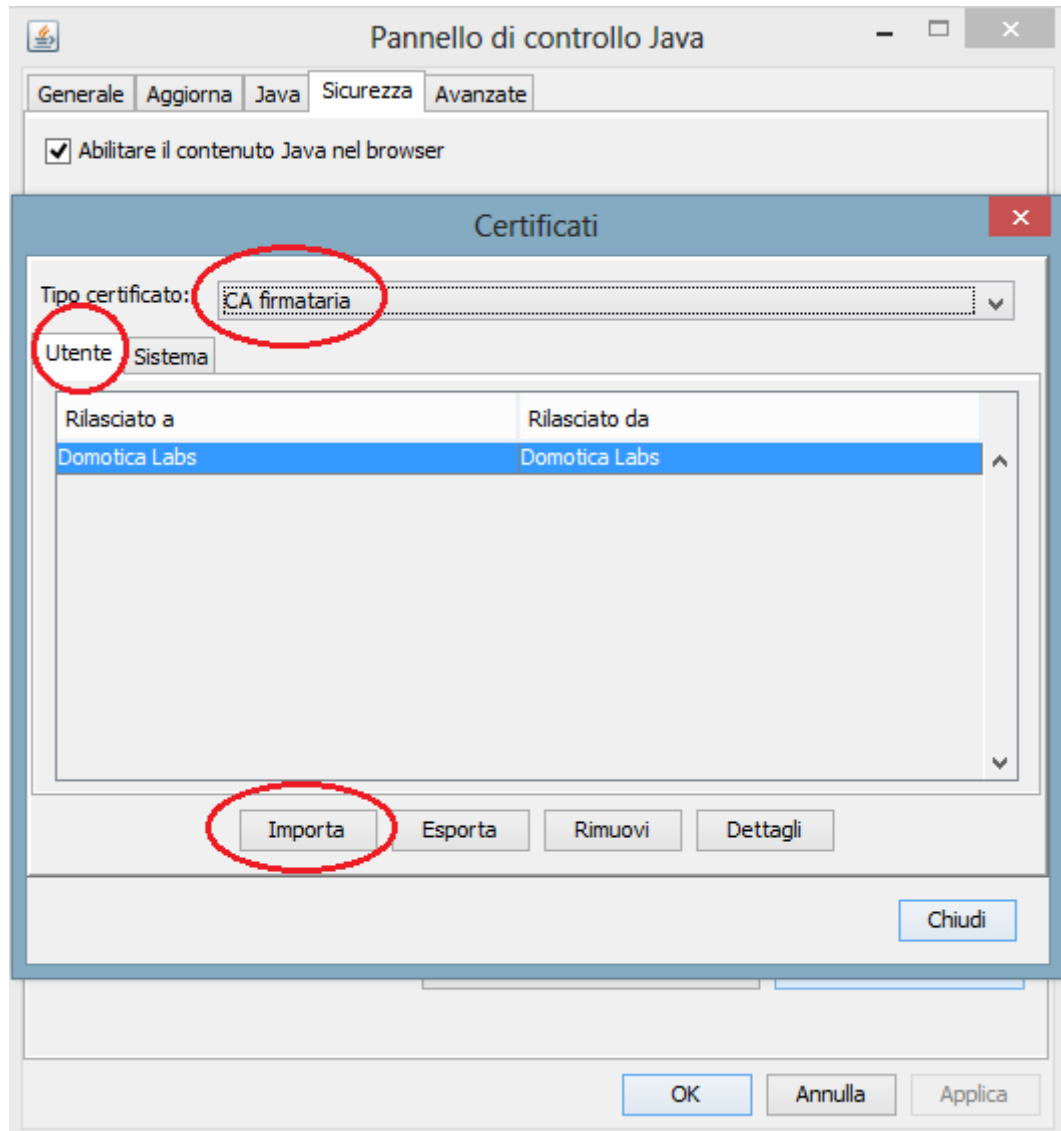 Pannello di controllo Java
Generale Aggiorna Java Sicurezza Avanzate
Abilitare il contenuto Java nel browser
Certificati
Tipo certificato: CA firmataria
Utente Sistema
Rilasciato a Rilasciato da
Domotica Labs Domotica Labs
Importa Esporta Rimuovi Dettagli
Chiudi
OK Annulla Applica